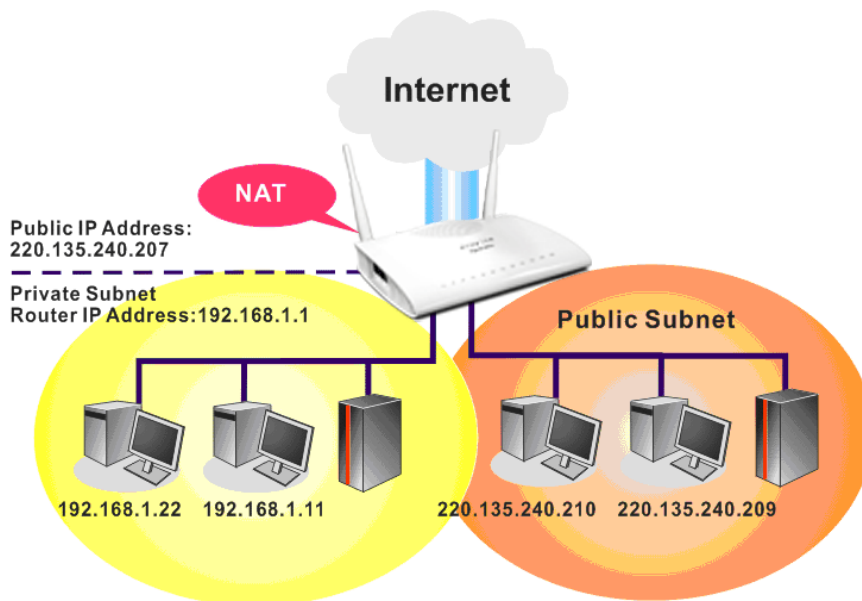 Internet
NAT
Public IP Address:
220.135.240.207
Private Subnet
Router IP Address:192.168.1.1
Public Subnet
192.168.1.22
192.168.1.11
220.135.240.210
220.135.240.209